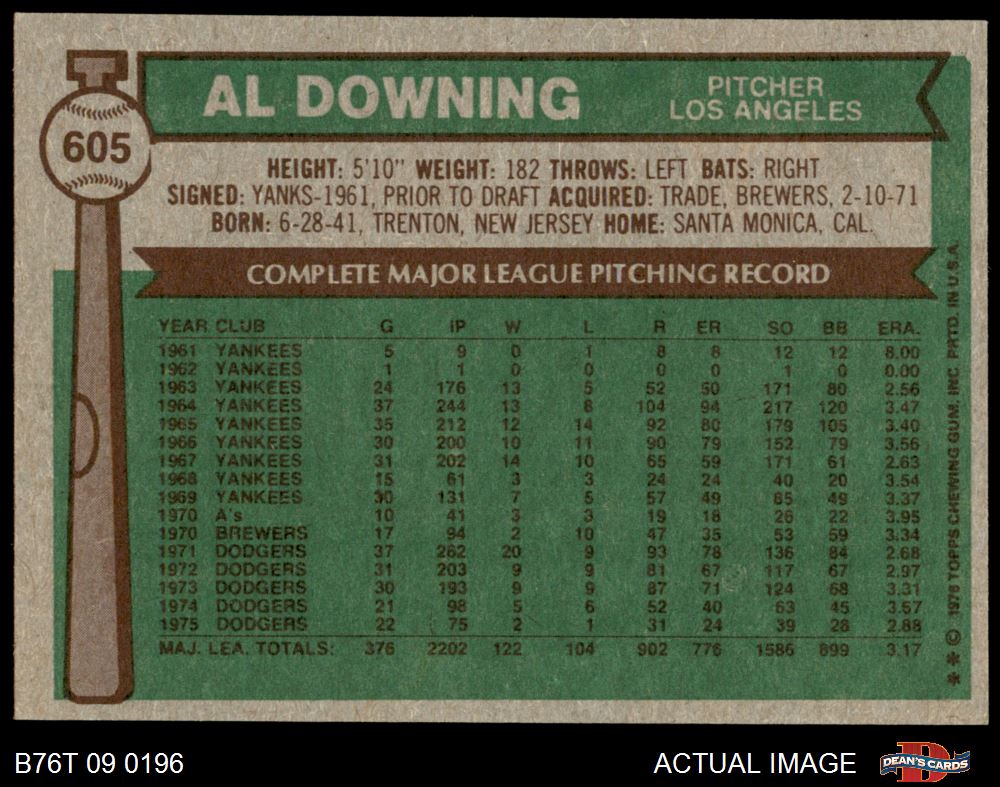 AL DOWNING
PITCHER
LOS ANGELES
605
HEIGHT: 5'10" WEIGHT: 182 THROWS: LEFT BATS: RIGHT
SIGNED: YANKS-1961, PRIOR TO DRAFT ACQUIRED: TRADE, BREWERS, 2-10-71
BORN: 6-28-41, TRENTON, NEW JERSEY HOME: SANTA MONICA, CAL.
COMPLETE MAJOR LEAGUE PITCHING RECORD
YEAR CLUB G IP W L R ER SO BB ERA.
1961 YANKEES 5 9 0 1 8 8 12 12 8.00
1962 YANKEES 1 1 0 0 0 0 1 0 0.00
1963 YANKEES 24 176 13 5 52 50 171 80 2.56
1964 YANKEES 37 244 13 8 104 94 217 120 3.47
1965 YANKEES 35 212 12 14 92 80 179 105 3.40
1966 YANKEES 30 200 10 11 90 79 152 79 3.56
1967 YANKEES 31 202 14 10 65 59 171 61 2.63
1968 YANKEES 15 61 3 3 24 24 40 20 3.54
1969 YANKEES 30 131 7 5 57 49 85 49 3.37
1970 A's 10 41 3 3 19 18 26 22 3.95
1970 BREWERS 17 94 2 10 47 35 53 59 3.34
1971 DODGERS 37 262 20 9 93 78 136 84 2.68
1972 DODGERS 31 203 9 9 81 67 117 67 2.97
1973 DODGERS 30 193 9 9 87 71 124 68 3.31
1974 DODGERS 21 98 5 6 52 40 63 45 3.67
1975 DODGERS 22 75 2 1 31 24 39 28 2.88
MAJ. LEA. TOTALS: 376 2202 122 104 902 776 1586 899 3.17
** © 1976 TOPPS CHEWING GUM, INC. PRTD. IN U.S.A.
B76T 09 0196
ACTUAL IMAGE
D
DEAN'S CARDS